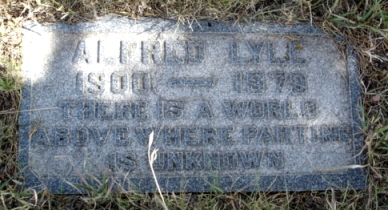 ALFRED LYLE
1900 — 1979
THERE IS A WORLD
ABOVE WHERE PARTING
IS UNKNOWN